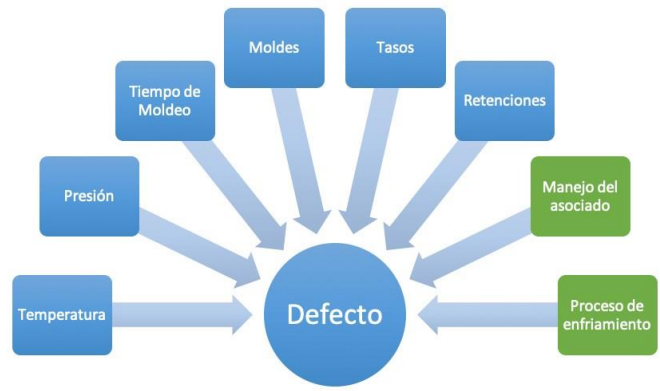 Moldes
Tasos
Tiempo de
Moldeo
Retenciones
Presión
Manejo del
asociado
Temperatura
Defecto
Proceso de
enfriamiento